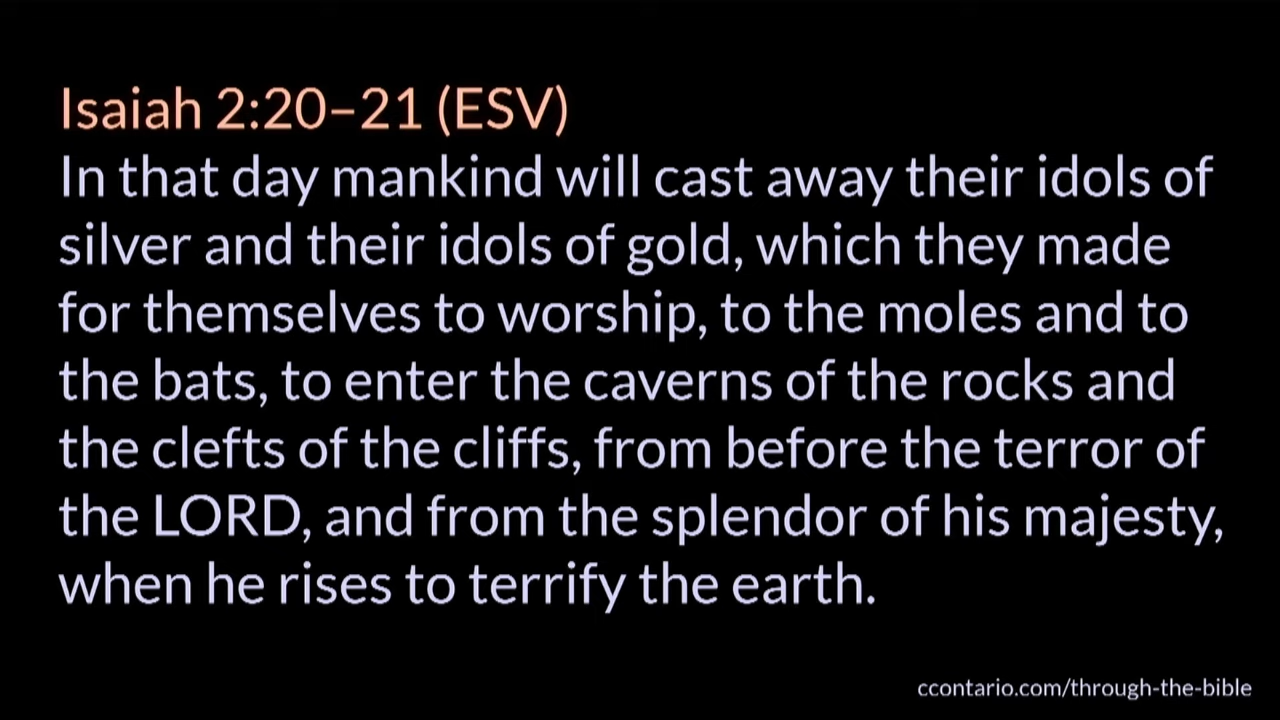 Isaiah 2:20–21 (ESV)
In that day mankind will cast away their idols of
silver and their idols of gold, which they made
for themselves to worship, to the moles and to
the bats, to enter the caverns of the rocks and
the clefts of the cliffs, from before the terror of
the LORD, and from the splendor of his majesty,
when he rises to terrify the earth.
ccontario.com/through-the-bible